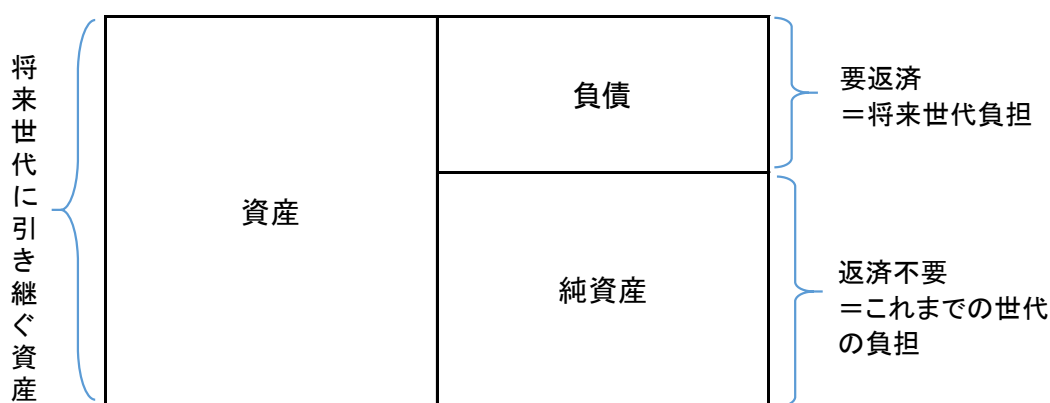 将来世代に引き継ぐ資産
資産
負債
要返済
＝将来世代負担
純資産
返済不要
＝これまでの世代
の負担